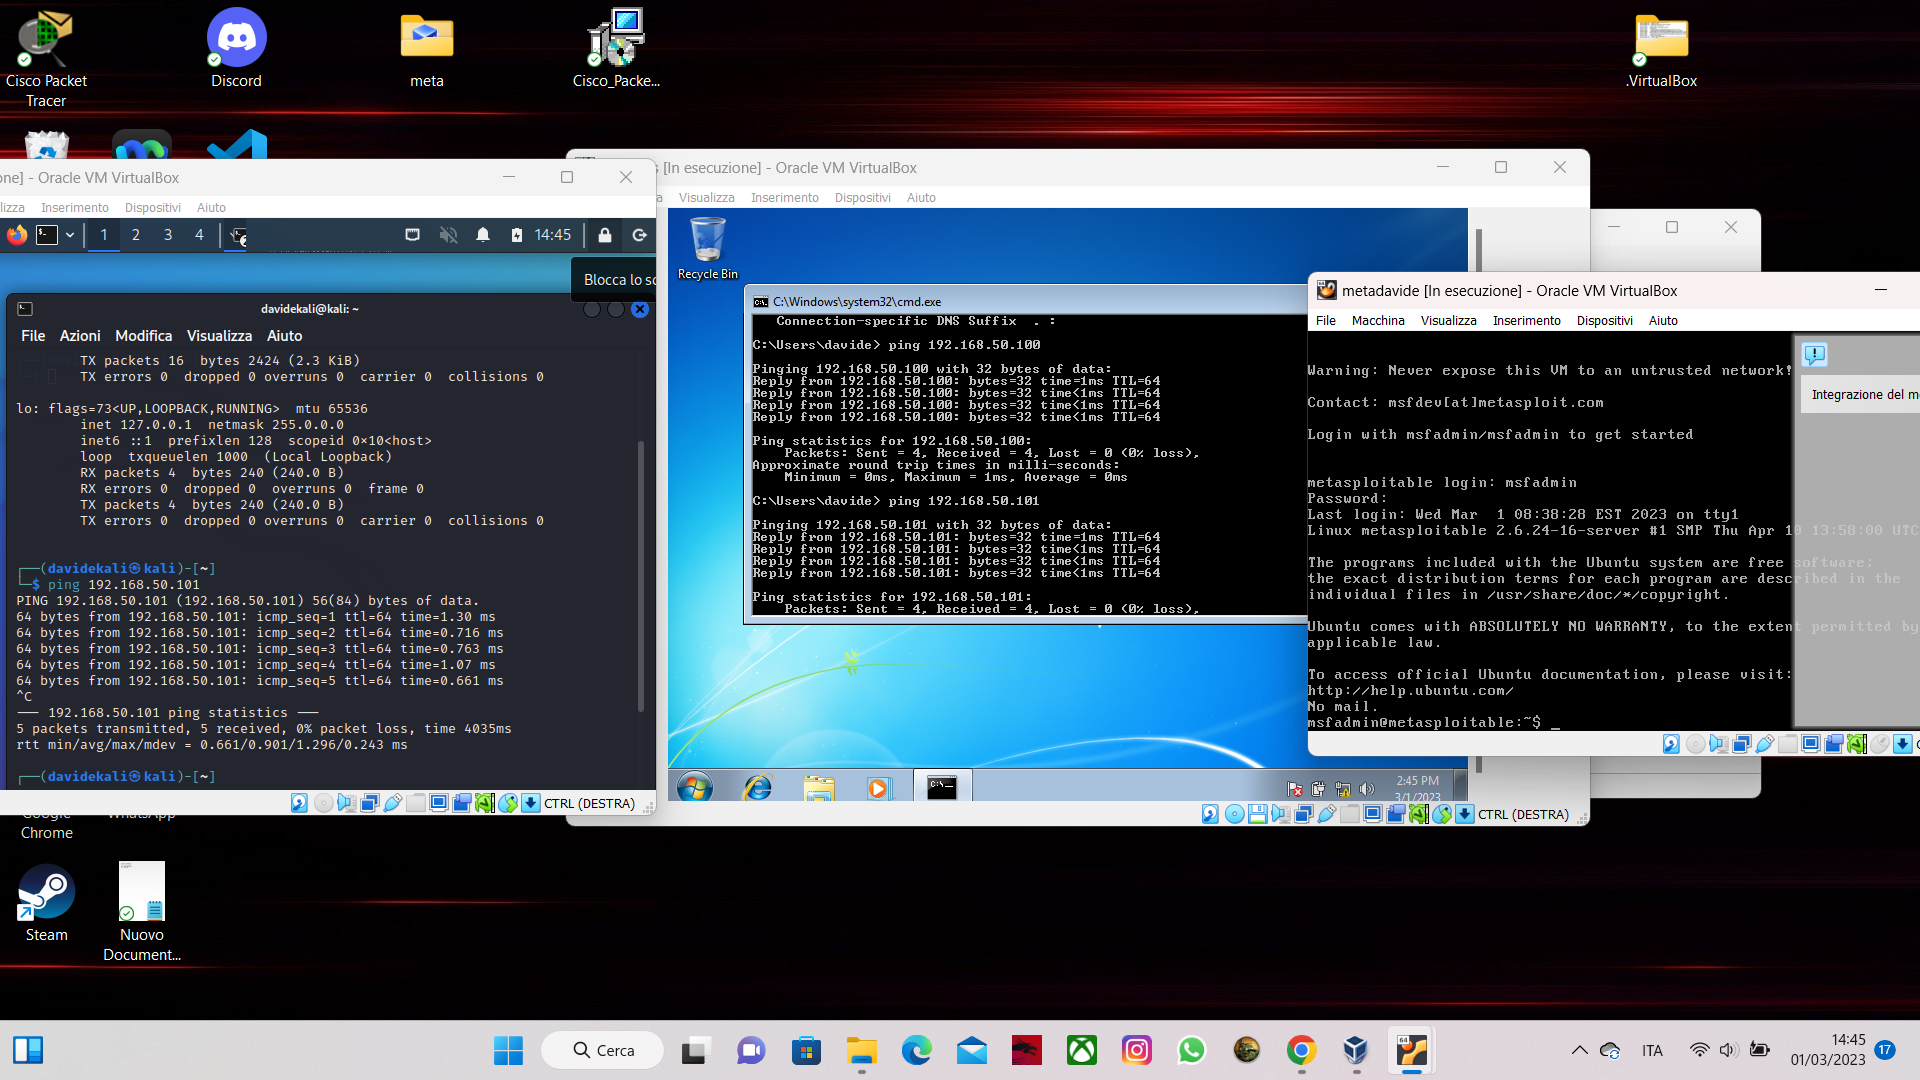 Cisco Packet
Tracer
Discord
meta
Cisco_Packe...
.VirtualBox
one] - Oracle VM VirtualBox
lizza Inserimento Dispositivi Aiuto
1 2 3 4 14:45
Blocca lo sc
davidekali@kali: ~
File Azioni Modifica Visualizza Aiuto
TX packets 16 bytes 2424 (2.3 KiB)
TX errors 0 dropped 0 overruns 0 carrier 0 collisions 0
lo: flags=73<UP,LOOPBACK,RUNNING> mtu 65536
inet 127.0.0.1 netmask 255.0.0.0
inet6 ::1 prefixlen 128 scopeid 0×10<host>
loop txqueuelen 1000 (Local Loopback)
RX packets 4 bytes 240 (240.0 B)
RX errors 0 dropped 0 overruns 0 frame 0
TX packets 4 bytes 240 (240.0 B)
TX errors 0 dropped 0 overruns 0 carrier 0 collisions 0
┌──(davidekali㉿kali)-[~]
└─$ ping 192.168.50.101
PING 192.168.50.101 (192.168.50.101) 56(84) bytes of data.
64 bytes from 192.168.50.101: icmp_seq=1 ttl=64 time=1.30 ms
64 bytes from 192.168.50.101: icmp_seq=2 ttl=64 time=0.716 ms
64 bytes from 192.168.50.101: icmp_seq=3 ttl=64 time=0.763 ms
64 bytes from 192.168.50.101: icmp_seq=4 ttl=64 time=1.07 ms
64 bytes from 192.168.50.101: icmp_seq=5 ttl=64 time=0.661 ms
^C
--- 192.168.50.101 ping statistics ---
5 packets transmitted, 5 received, 0% packet loss, time 4035ms
rtt min/avg/max/mdev = 0.661/0.901/1.296/0.243 ms
┌──(davidekali㉿kali)-[~]
CTRL (DESTRA)
s [In esecuzione] - Oracle VM VirtualBox
a Visualizza Inserimento Dispositivi Aiuto
Recycle Bin
C:\Windows\system32\cmd.exe
Connection-specific DNS Suffix . :
C:\Users\davide> ping 192.168.50.100
Pinging 192.168.50.100 with 32 bytes of data:
Reply from 192.168.50.100: bytes=32 time=1ms TTL=64
Reply from 192.168.50.100: bytes=32 time<1ms TTL=64
Reply from 192.168.50.100: bytes=32 time<1ms TTL=64
Reply from 192.168.50.100: bytes=32 time<1ms TTL=64
Ping statistics for 192.168.50.100:
Packets: Sent = 4, Received = 4, Lost = 0 (0% loss),
Approximate round trip times in milli-seconds:
Minimum = 0ms, Maximum = 1ms, Average = 0ms
C:\Users\davide> ping 192.168.50.101
Pinging 192.168.50.101 with 32 bytes of data:
Reply from 192.168.50.101: bytes=32 time=1ms TTL=64
Reply from 192.168.50.101: bytes=32 time<1ms TTL=64
Reply from 192.168.50.101: bytes=32 time<1ms TTL=64
Reply from 192.168.50.101: bytes=32 time<1ms TTL=64
Ping statistics for 192.168.50.101:
Packets: Sent = 4, Received = 4, Lost = 0 (0% loss),
2:45 PM
3/1/2023
CTRL (DESTRA)
metadavide [In esecuzione] - Oracle VM VirtualBox
File Macchina Visualizza Inserimento Dispositivi Aiuto
Warning: Never expose this VM to an untrusted network!
Contact: msfdev[at]metasploit.com
Login with msfadmin/msfadmin to get started
metasploitable login: msfadmin
Password:
Last login: Wed Mar 1 08:38:28 EST 2023 on tty1
Linux metasploitable 2.6.24-16-server #1 SMP Thu Apr 10 13:58:00 UTC
The programs included with the Ubuntu system are free software;
the exact distribution terms for each program are described in the
individual files in /usr/share/doc/*/copyright.
Ubuntu comes with ABSOLUTELY NO WARRANTY, to the extent permitted by
applicable law.
To access official Ubuntu documentation, please visit:
http://help.ubuntu.com/
No mail.
msfadmin@metasploitable:~$ _
Integrazione del mo
Google
Chrome
WhatsApp
Steam
Nuovo
Document...
Cerca
ITA
14:45
01/03/2023
17